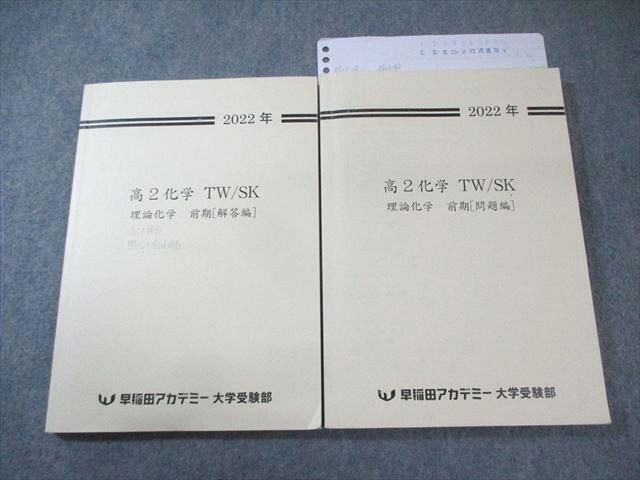 2022年
高2化学 TW/SK
理論化学 前期[解答編]
早稲田アカデミー 大学受験部
2022年
高2化学 TW/SK
理論化学 前期[問題編]
早稲田アカデミー 大学受験部